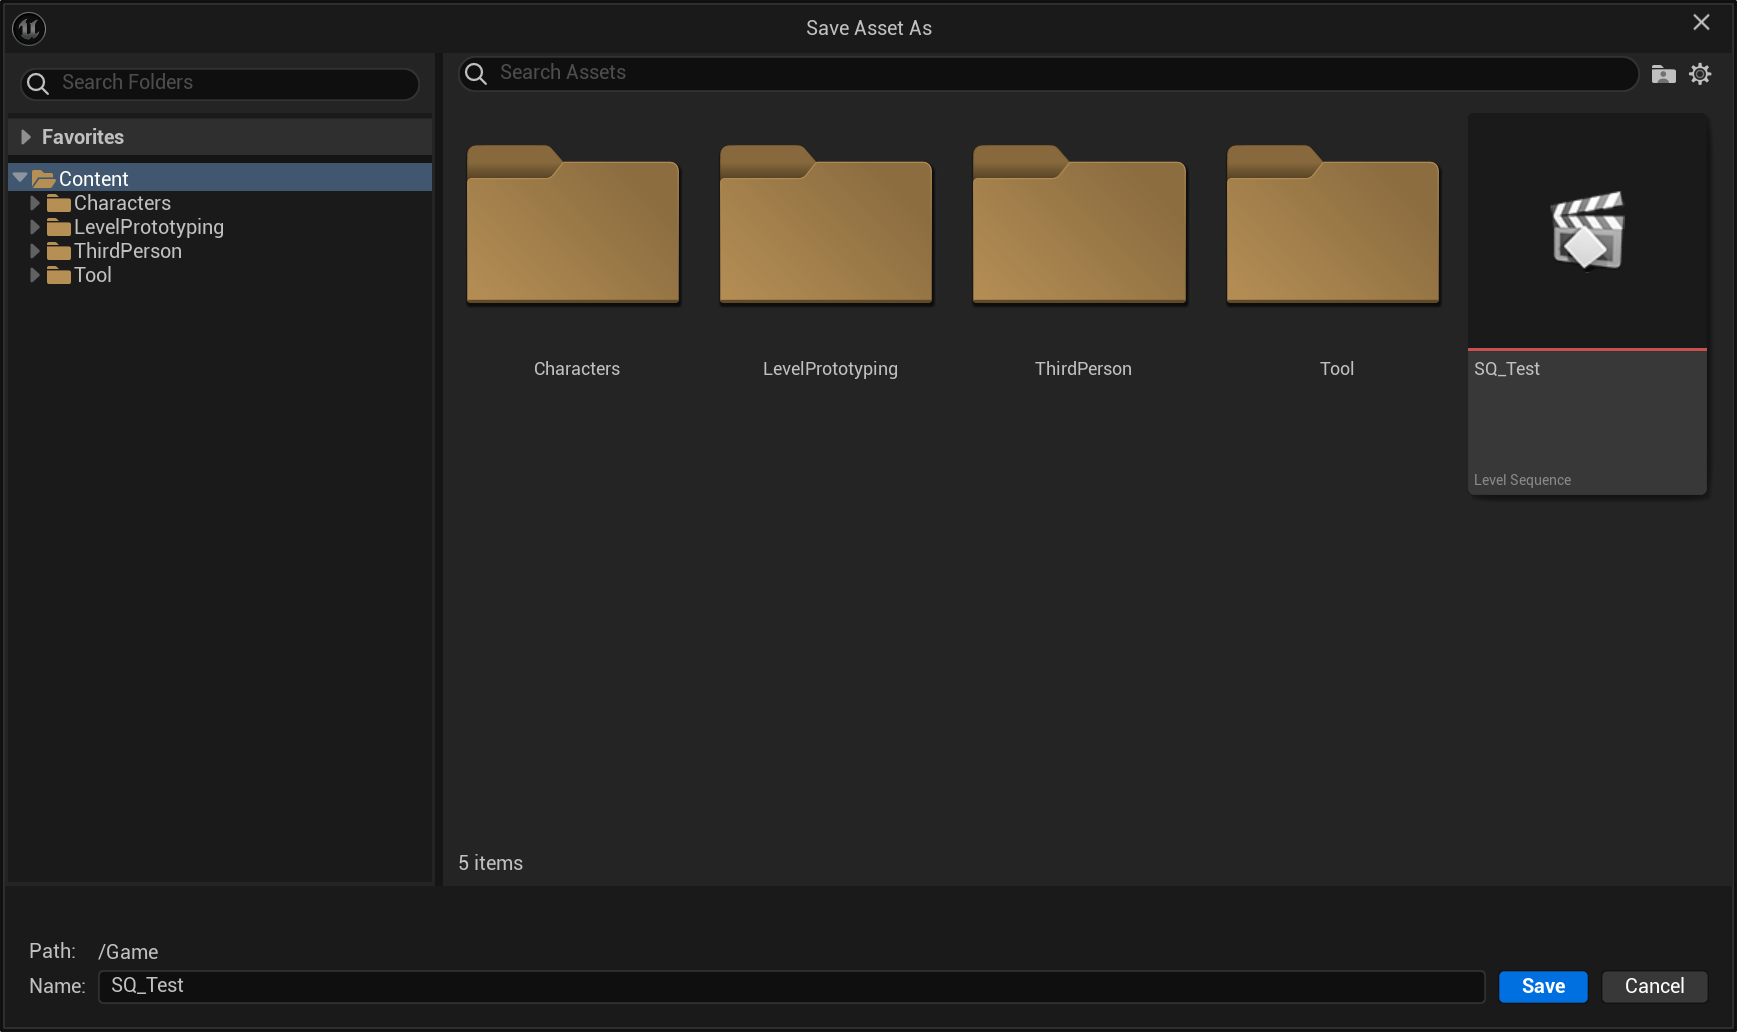 Save Asset As
Search Folders
Search Assets
Favorites
Content
Characters
LevelPrototyping
ThirdPerson
Tool
Characters
LevelPrototyping
ThirdPerson
Tool
SQ_Test
Level Sequence
5 items
Path: /Game
Name: SQ_Test
Save
Cancel